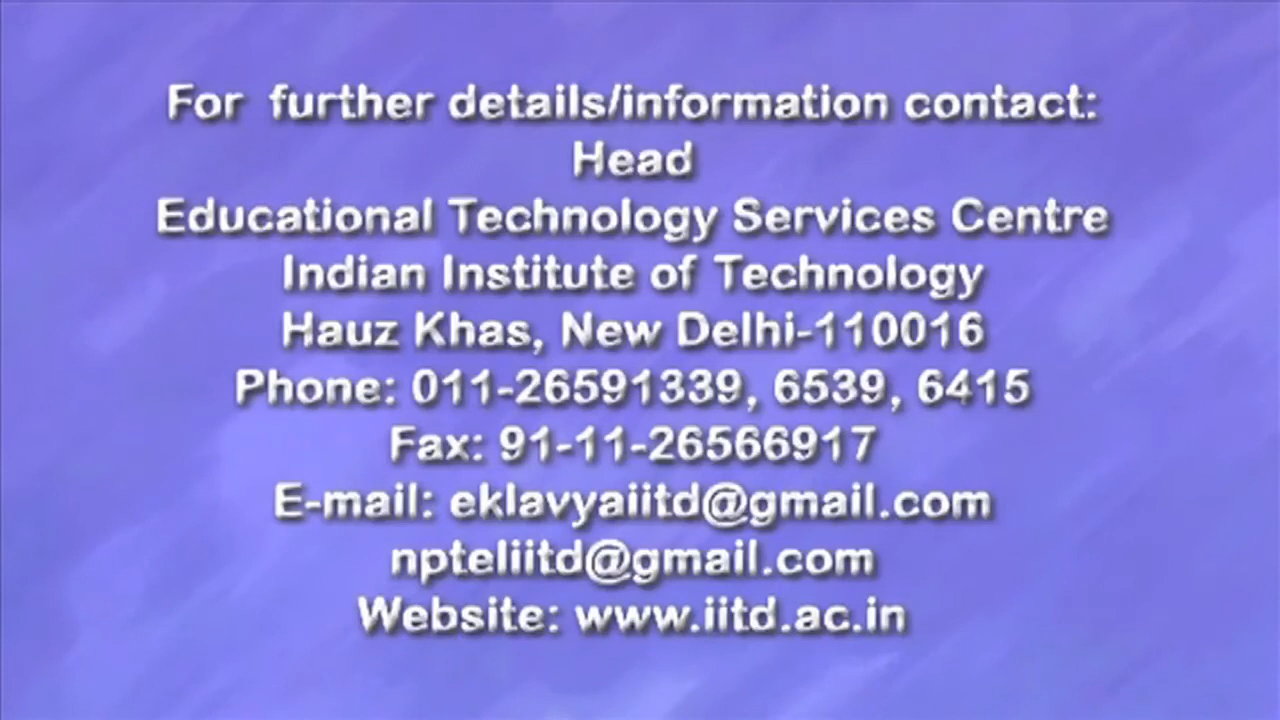 For further details/information contact:
Head
Educational Technology Services Centre
Indian Institute of Technology
Hauz Khas, New Delhi-110016
Phone: 011-26591339, 6539, 6415
Fax: 91-11-26566917
E-mail: eklavyaiitd@gmail.com
npteliitd@gmail.com
Website: www.iitd.ac.in